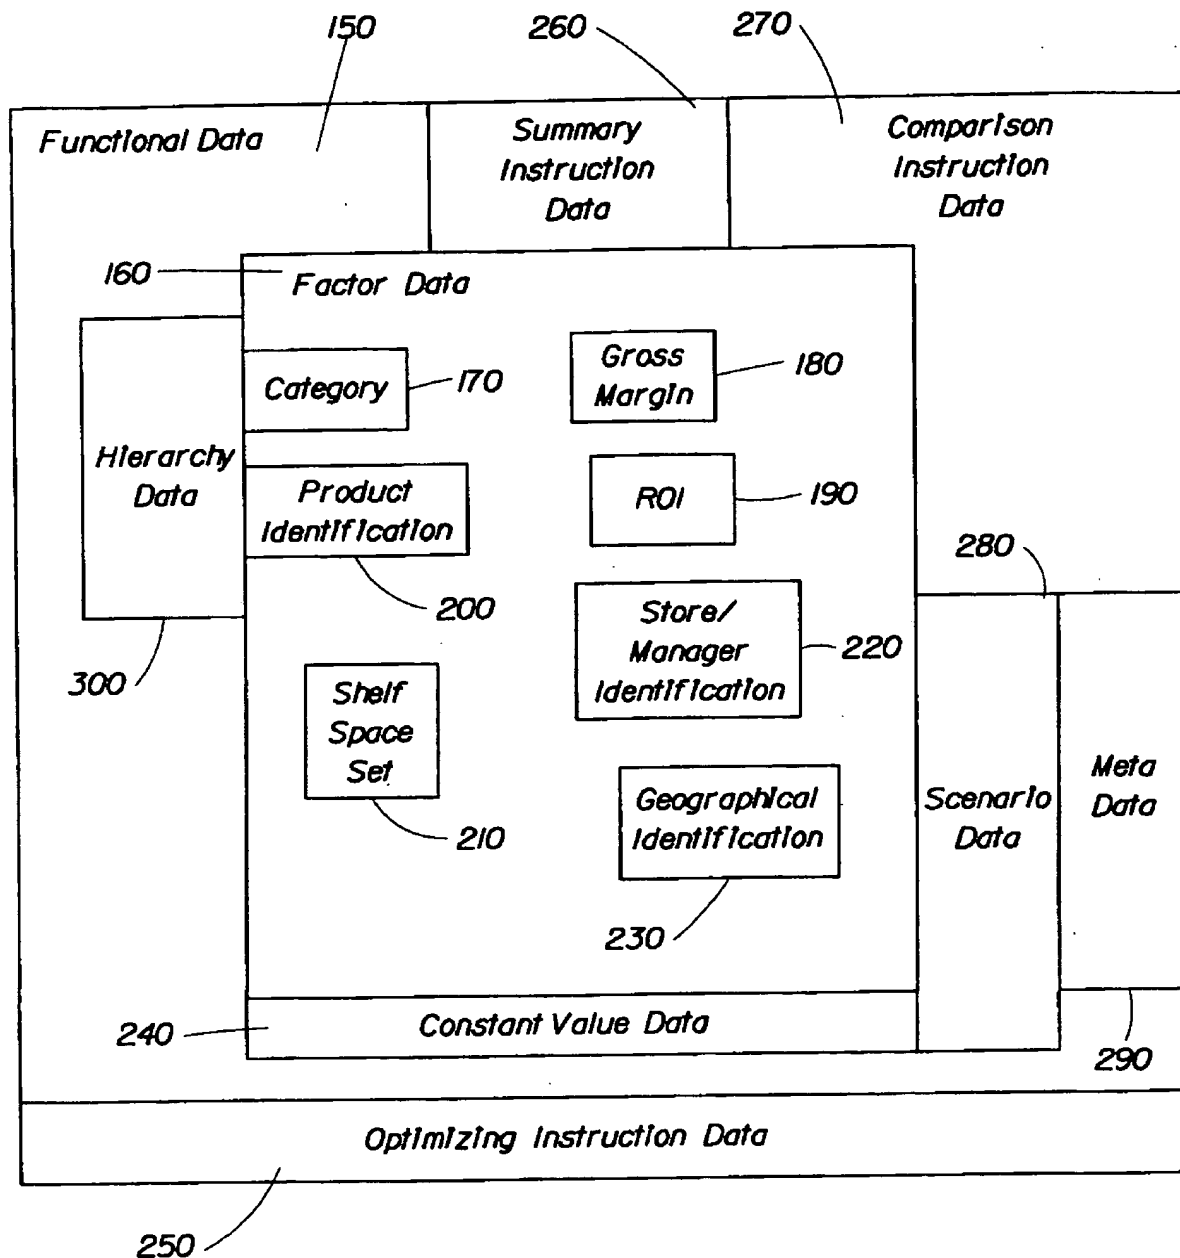 150
260
270
Functional Data
Summary
Instruction
Data
Comparison
Instruction
Data
160
Factor Data
Category
170
Gross
Margin
180
Hierarchy
Data
Product
Identification
200
ROI
190
280
300
Store/
Manager
Identification
220
Shelf
Space
Set
210
Geographical
Identification
230
Scenario
Data
Meta
Data
240
Constant Value Data
290
Optimizing Instruction Data
250